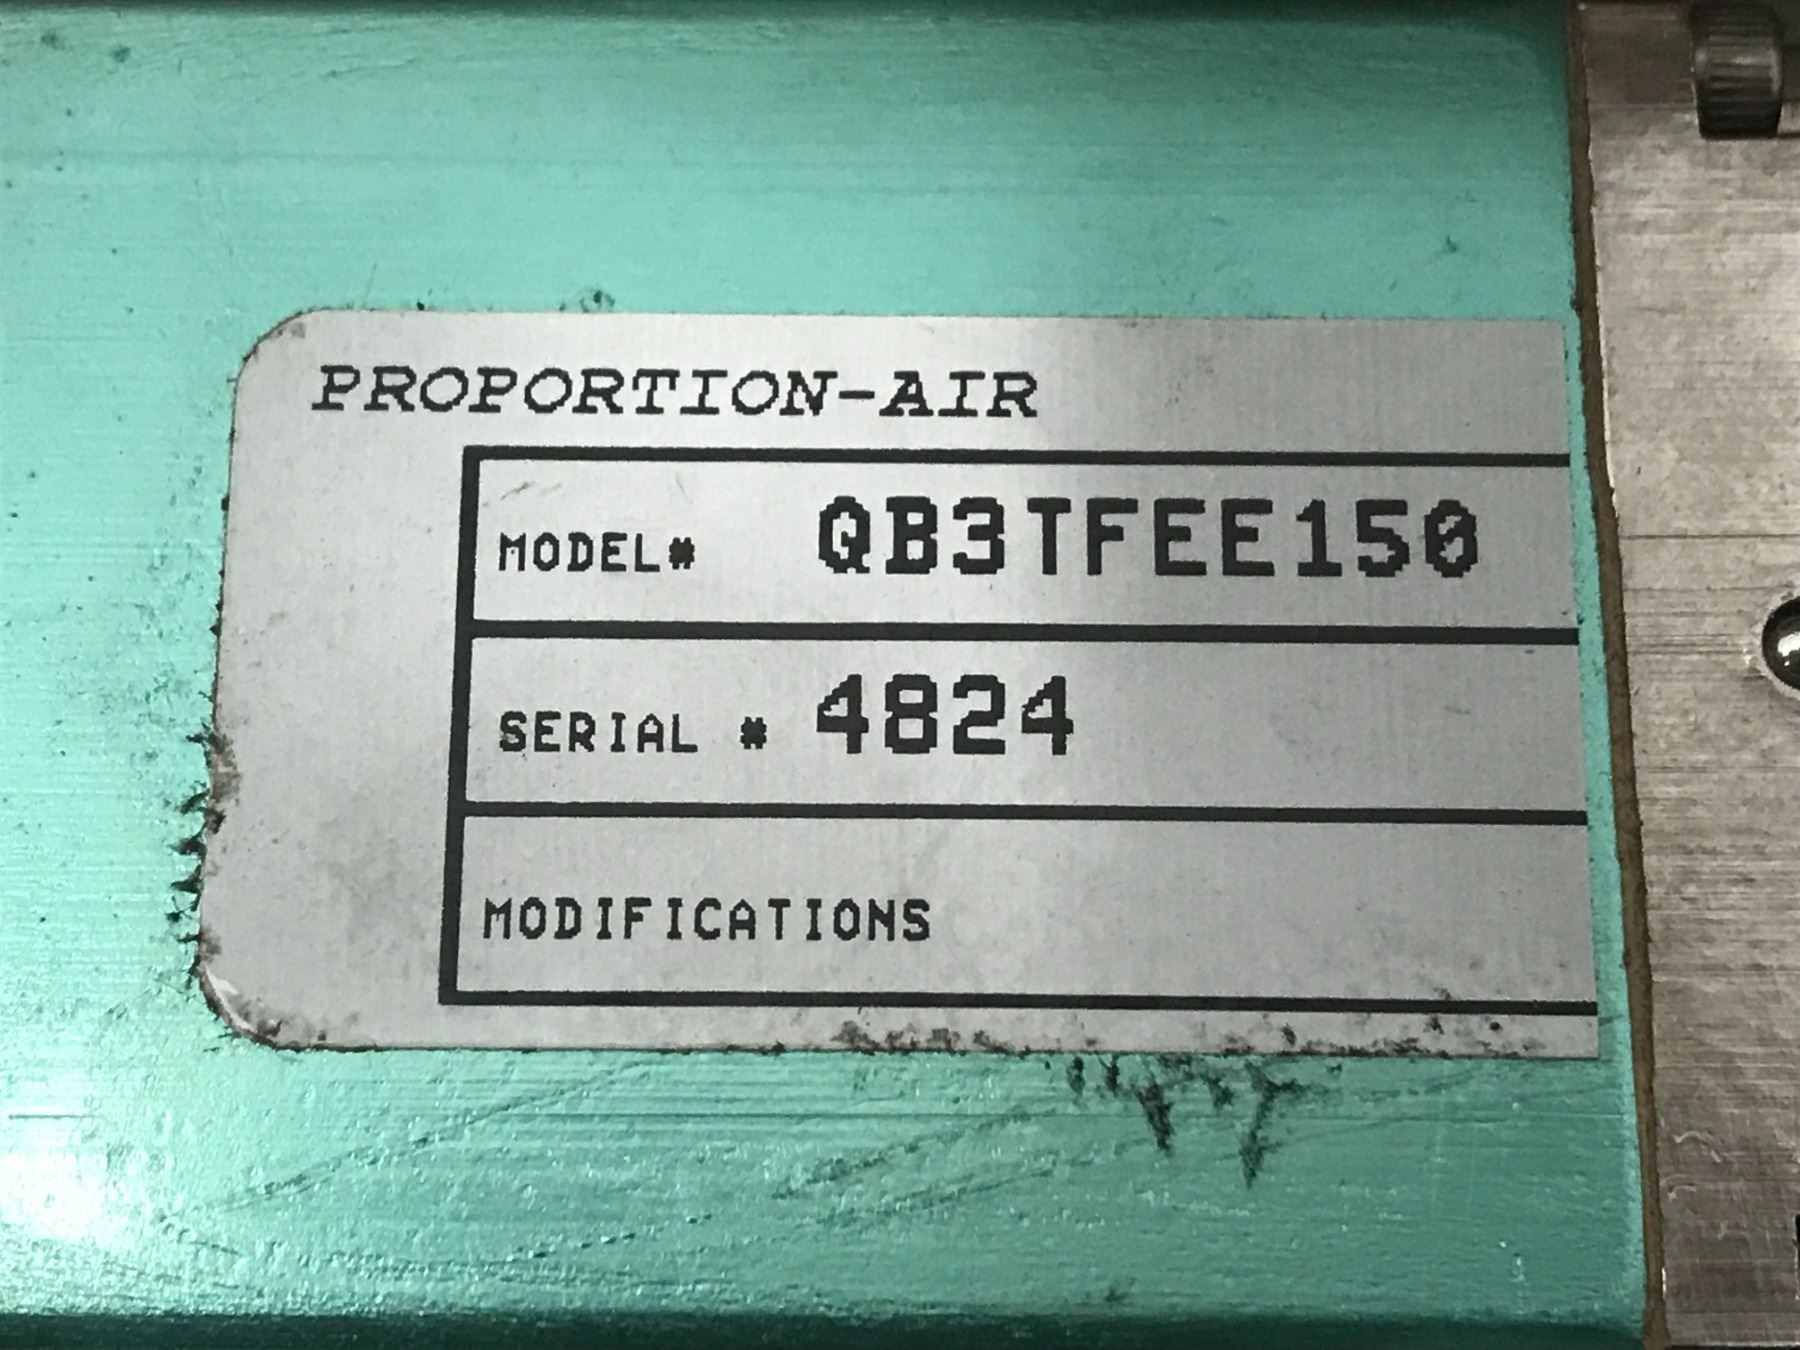 PROPORTION-AIR
MODEL# QB3TFEE150
SERIAL # 4824
MODIFICATIONS